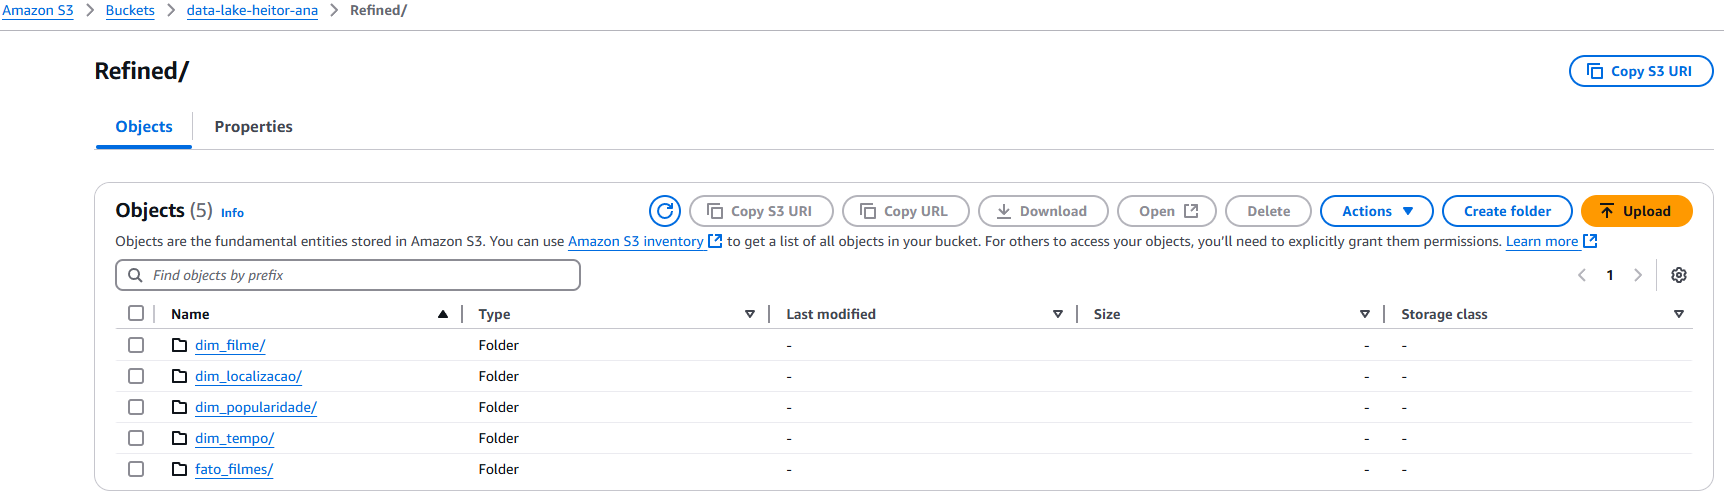 Amazon S3 > Buckets > data-lake-heitor-ana > Refined/
Refined/
Copy S3 URI
Objects Properties
Objects (5) Info
Copy S3 URI Copy URL Download Open Delete Actions Create folder Upload
Objects are the fundamental entities stored in Amazon S3. You can use Amazon S3 inventory to get a list of all objects in your bucket. For others to access your objects, you’ll need to explicitly grant them permissions. Learn more
Find objects by prefix
1
Name Type Last modified Size Storage class
dim_filme/ Folder - - -
dim_localizacao/ Folder - - -
dim_popularidade/ Folder - - -
dim_tempo/ Folder - - -
fato_filmes/ Folder - - -